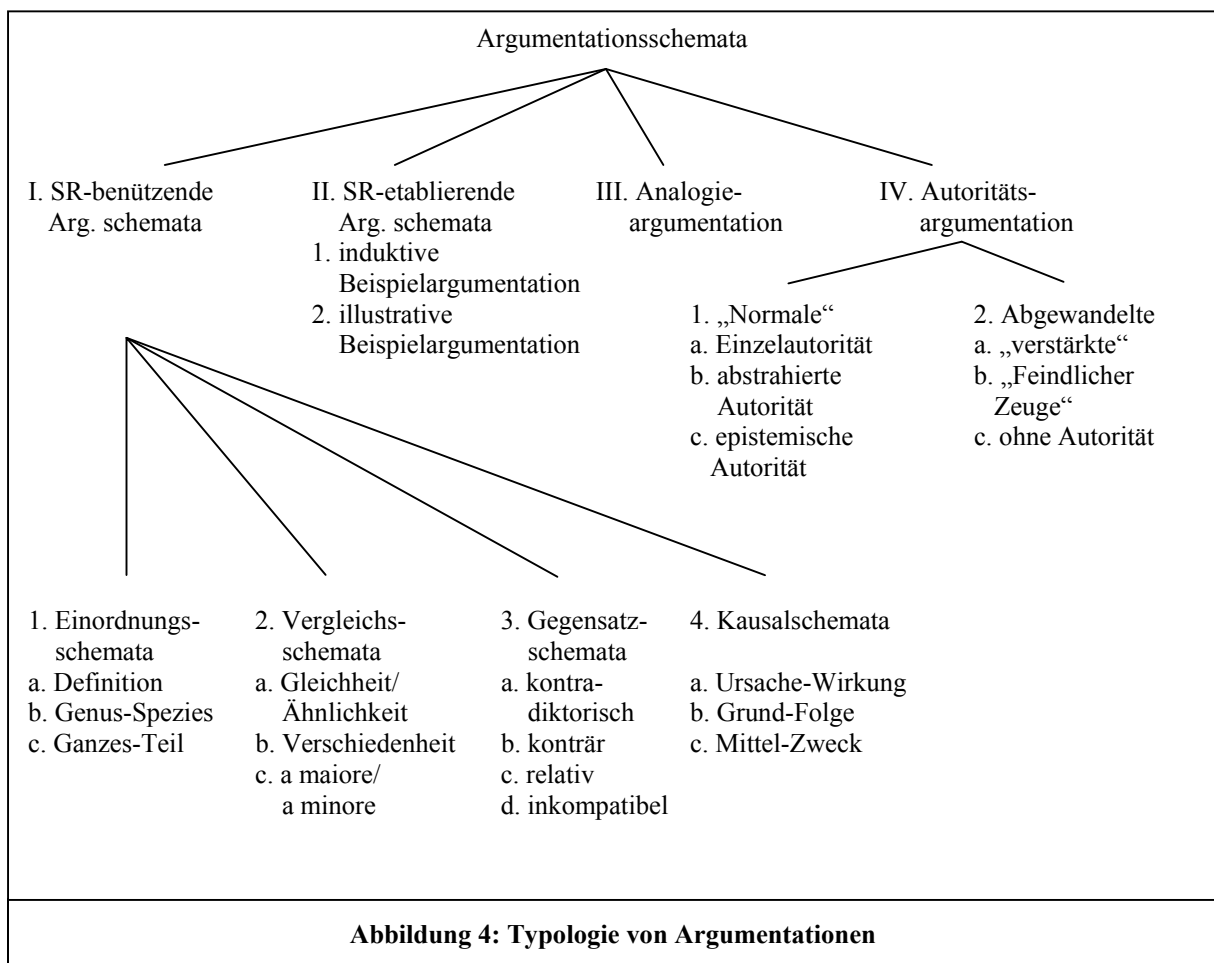 Argumentationsschemata
I. SR-benützende
Arg. schemata
II. SR-etablierende
Arg. schemata
1. induktive
Beispielargumentation
2. illustrative
Beispielargumentation
III. Analogie-
argumentation
IV. Autoritäts-
argumentation
1. „Normale“
a. Einzelautorität
b. abstrahierte
Autorität
c. epistemische
Autorität
2. Abgewandelte
a. „verstärkte“
b. „Feindlicher
Zeuge“
c. ohne Autorität
1. Einordnungs-
schemata
a. Definition
b. Genus-Spezies
c. Ganzes-Teil
2. Vergleichs-
schemata
a. Gleichheit/
Ähnlichkeit
b. Verschiedenheit
c. a maiore/
a minore
3. Gegensatz-
schemata
a. kontra-
diktorisch
b. konträr
c. relativ
d. inkompatibel
4. Kausalschemata
a. Ursache-Wirkung
b. Grund-Folge
c. Mittel-Zweck
Abbildung 4: Typologie von Argumentationen